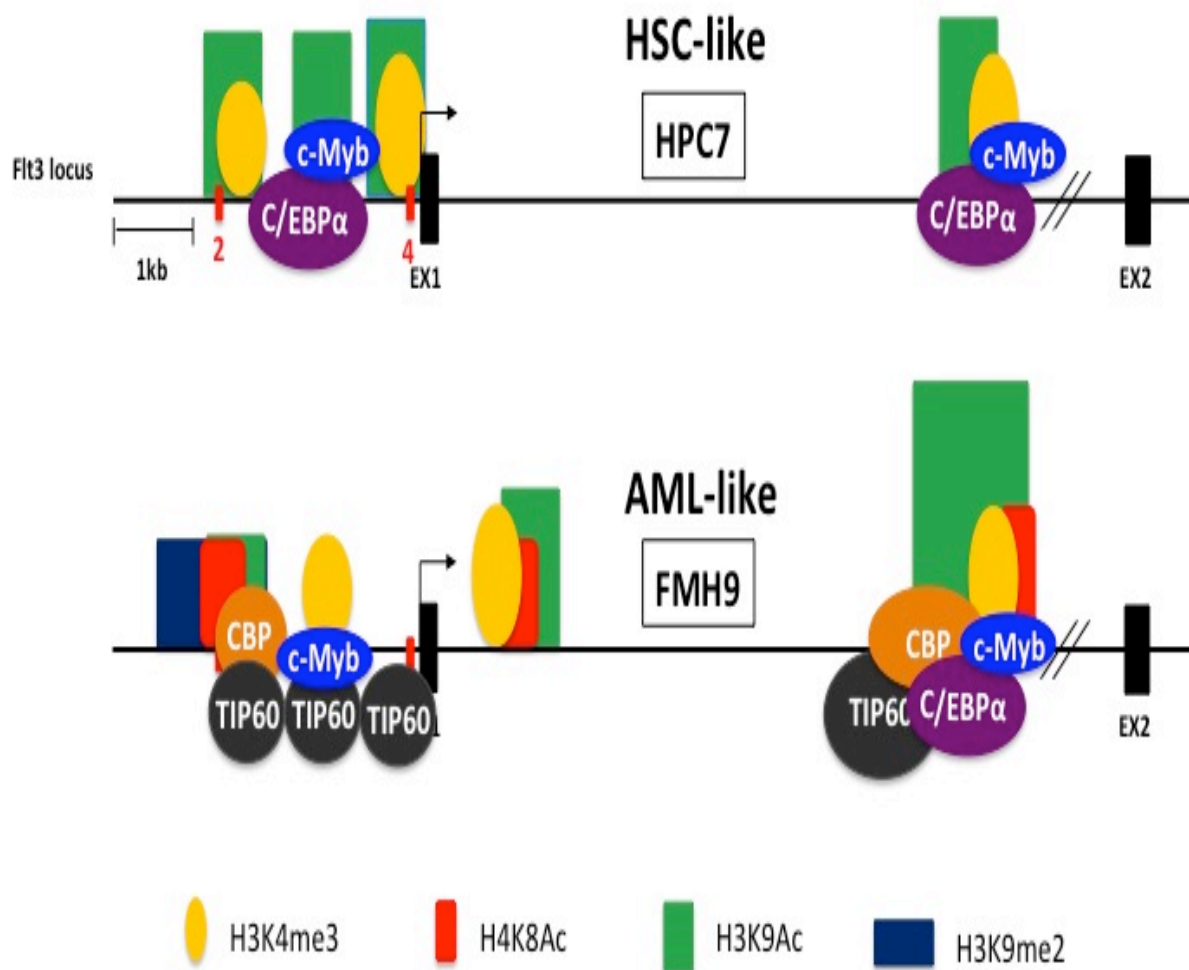 HSC-like
HPC7
Flt3 locus
c-Myb
c-Myb
C/EBPα
C/EBPα
2
4
1kb
EX1
EX2
AML-like
FMH9
CBP
c-Myb
CBP
c-Myb
TIP60
TIP60
TIP60
TIP60
C/EBPα
EX2
H3K4me3
H4K8Ac
H3K9Ac
H3K9me2